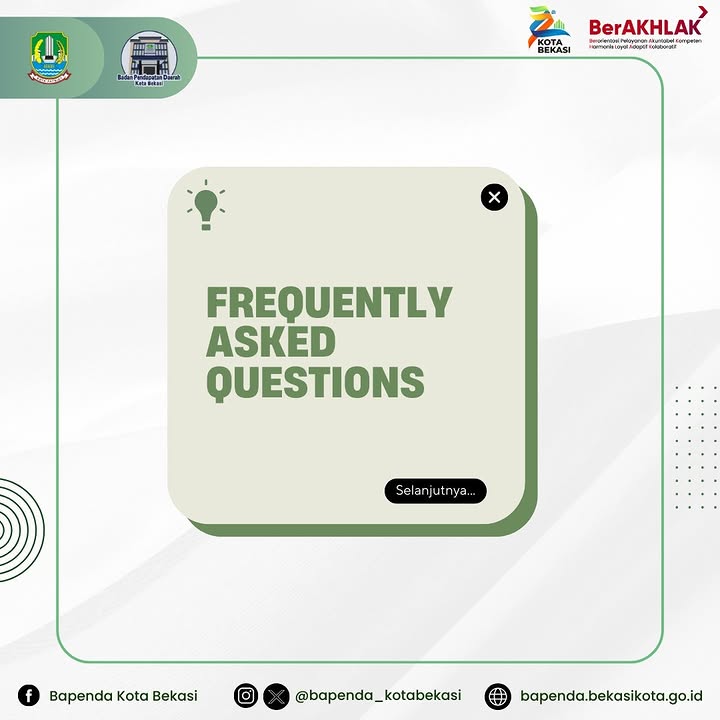 Badan Pendapatan Daerah
Kota Bekasi
KOTA
BEKASI
BerAKHLAK
Berorientasi Pelayanan Akuntabel Kompeten
Harmonis Loyal Adaptif Kolaboratif
FREQUENTLY
ASKED
QUESTIONS
Selanjutnya...
Bapenda Kota Bekasi
@bapenda_kotabekasi
bapenda.bekasikota.go.id